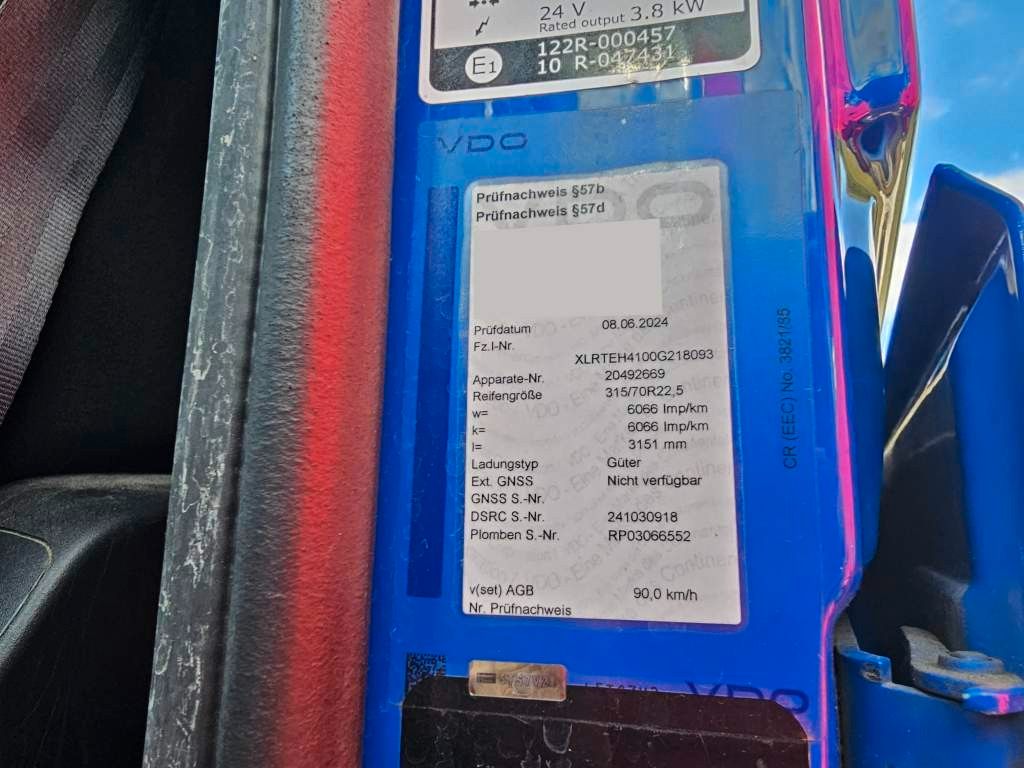 24 V
Rated output 3.8 kW
E1
122R-000457
10 R-047431
VDO
Prüfnachweis §57b
Prüfnachweis §57d
Prüfdatum 08.06.2024
Fz.I-Nr.
XLRTEH4100G218093
Apparate-Nr. 20492669
Reifengröße 315/70R22,5
w= 6066 Imp/km
k= 6066 Imp/km
l= 3151 mm
Ladungstyp Güter
Ext. GNSS Nicht verfügbar
GNSS S.-Nr.
DSRC S.-Nr. 241030918
Plomben S.-Nr. RP03066552
v(set) AGB 90,0 km/h
Nr. Prüfnachweis
CR (EEC) No. 3821/85
VDO